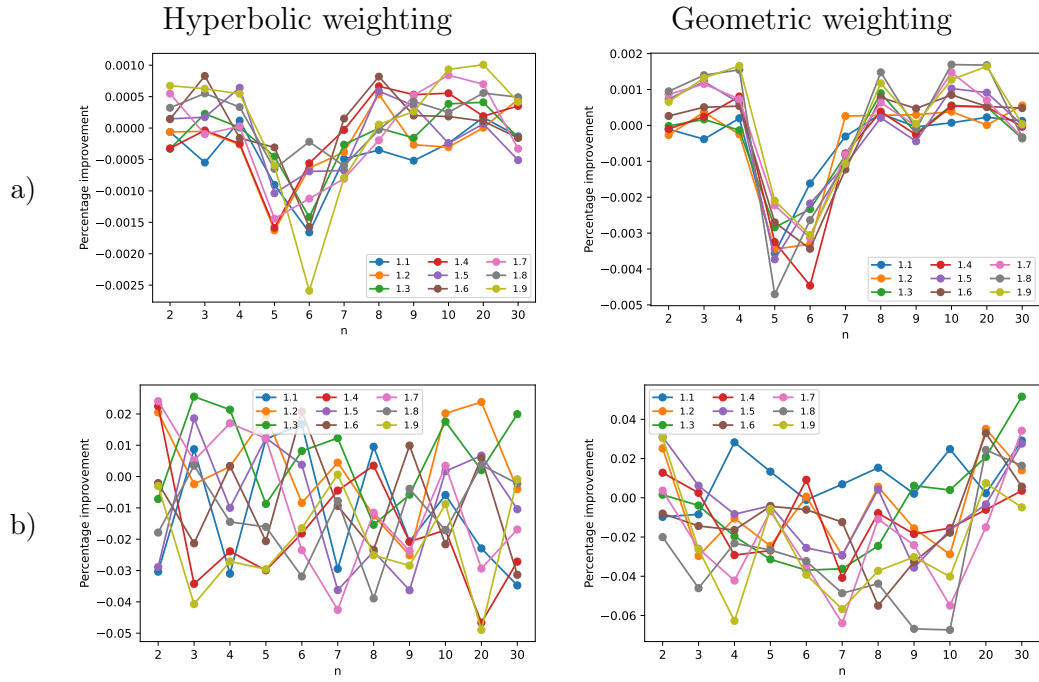 Hyperbolic weighting
Geometric weighting
a)
Percentage improvement
0.0010
0.0005
0.0000
−0.0005
−0.0010
−0.0015
−0.0020
−0.0025
1.1 1.4 1.7
1.2 1.5 1.8
1.3 1.6 1.9
2 3 4 5 6 7 8 9 10 20 30
n
Percentage improvement
0.002
0.001
0.000
−0.001
−0.002
−0.003
−0.004
−0.005
1.1 1.4 1.7
1.2 1.5 1.8
1.3 1.6 1.9
2 3 4 5 6 7 8 9 10 20 30
n
b)
Percentage improvement
0.02
0.01
0.00
−0.01
−0.02
−0.03
−0.04
−0.05
1.1 1.4 1.7
1.2 1.5 1.8
1.3 1.6 1.9
2 3 4 5 6 7 8 9 10 20 30
n
Percentage improvement
0.04
0.02
0.00
−0.02
−0.04
−0.06
1.1 1.4 1.7
1.2 1.5 1.8
1.3 1.6 1.9
2 3 4 5 6 7 8 9 10 20 30
n